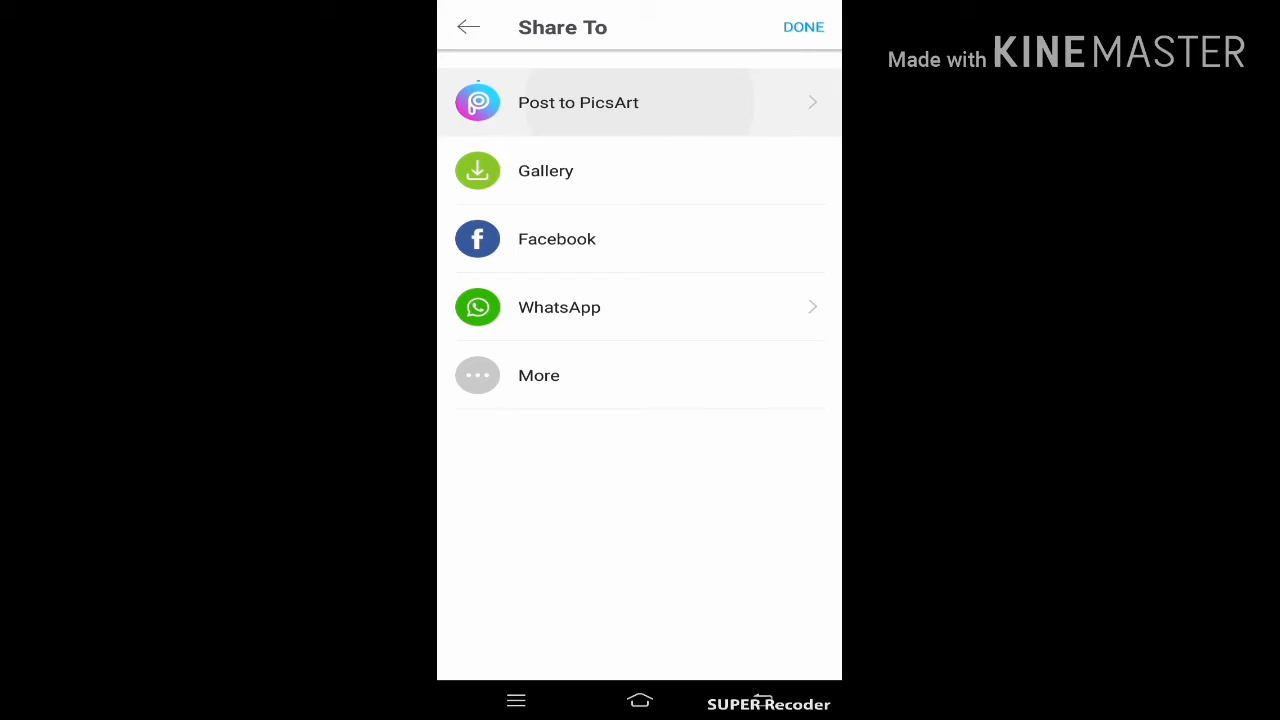 Share To
DONE
Made with KINEMASTER
Post to PicsArt
Gallery
Facebook
WhatsApp
More
SUPER Recoder